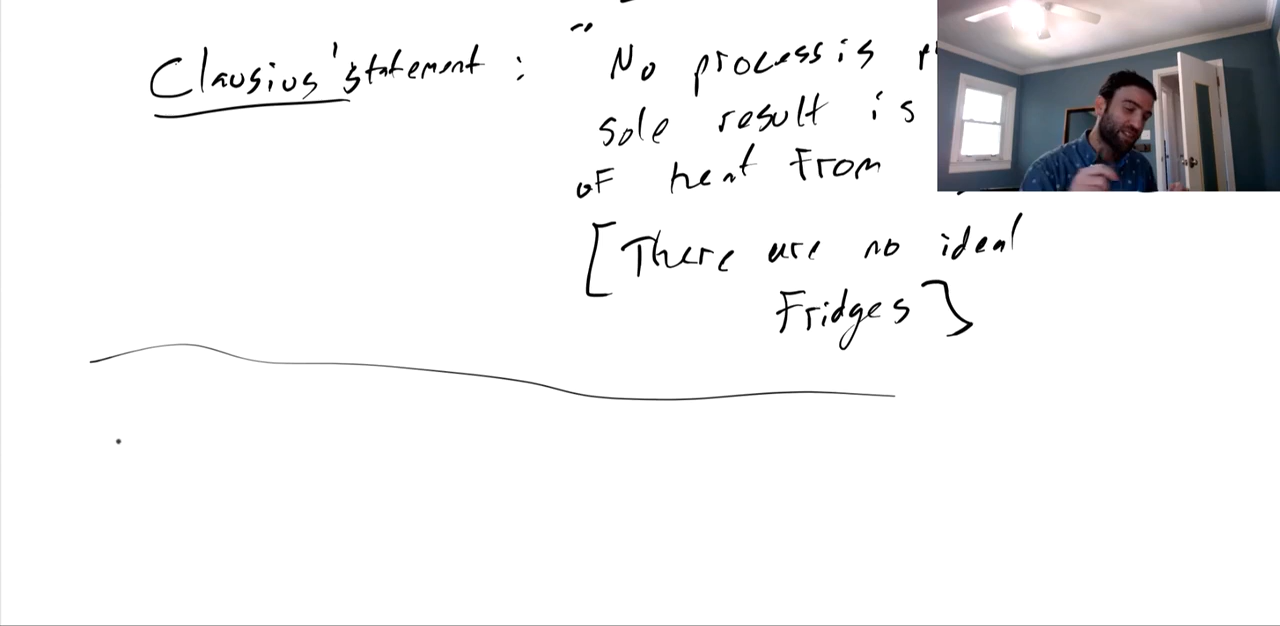 Clausius' statement : " No process is
sole result is
of heat from
[There are no ideal
Fridges]